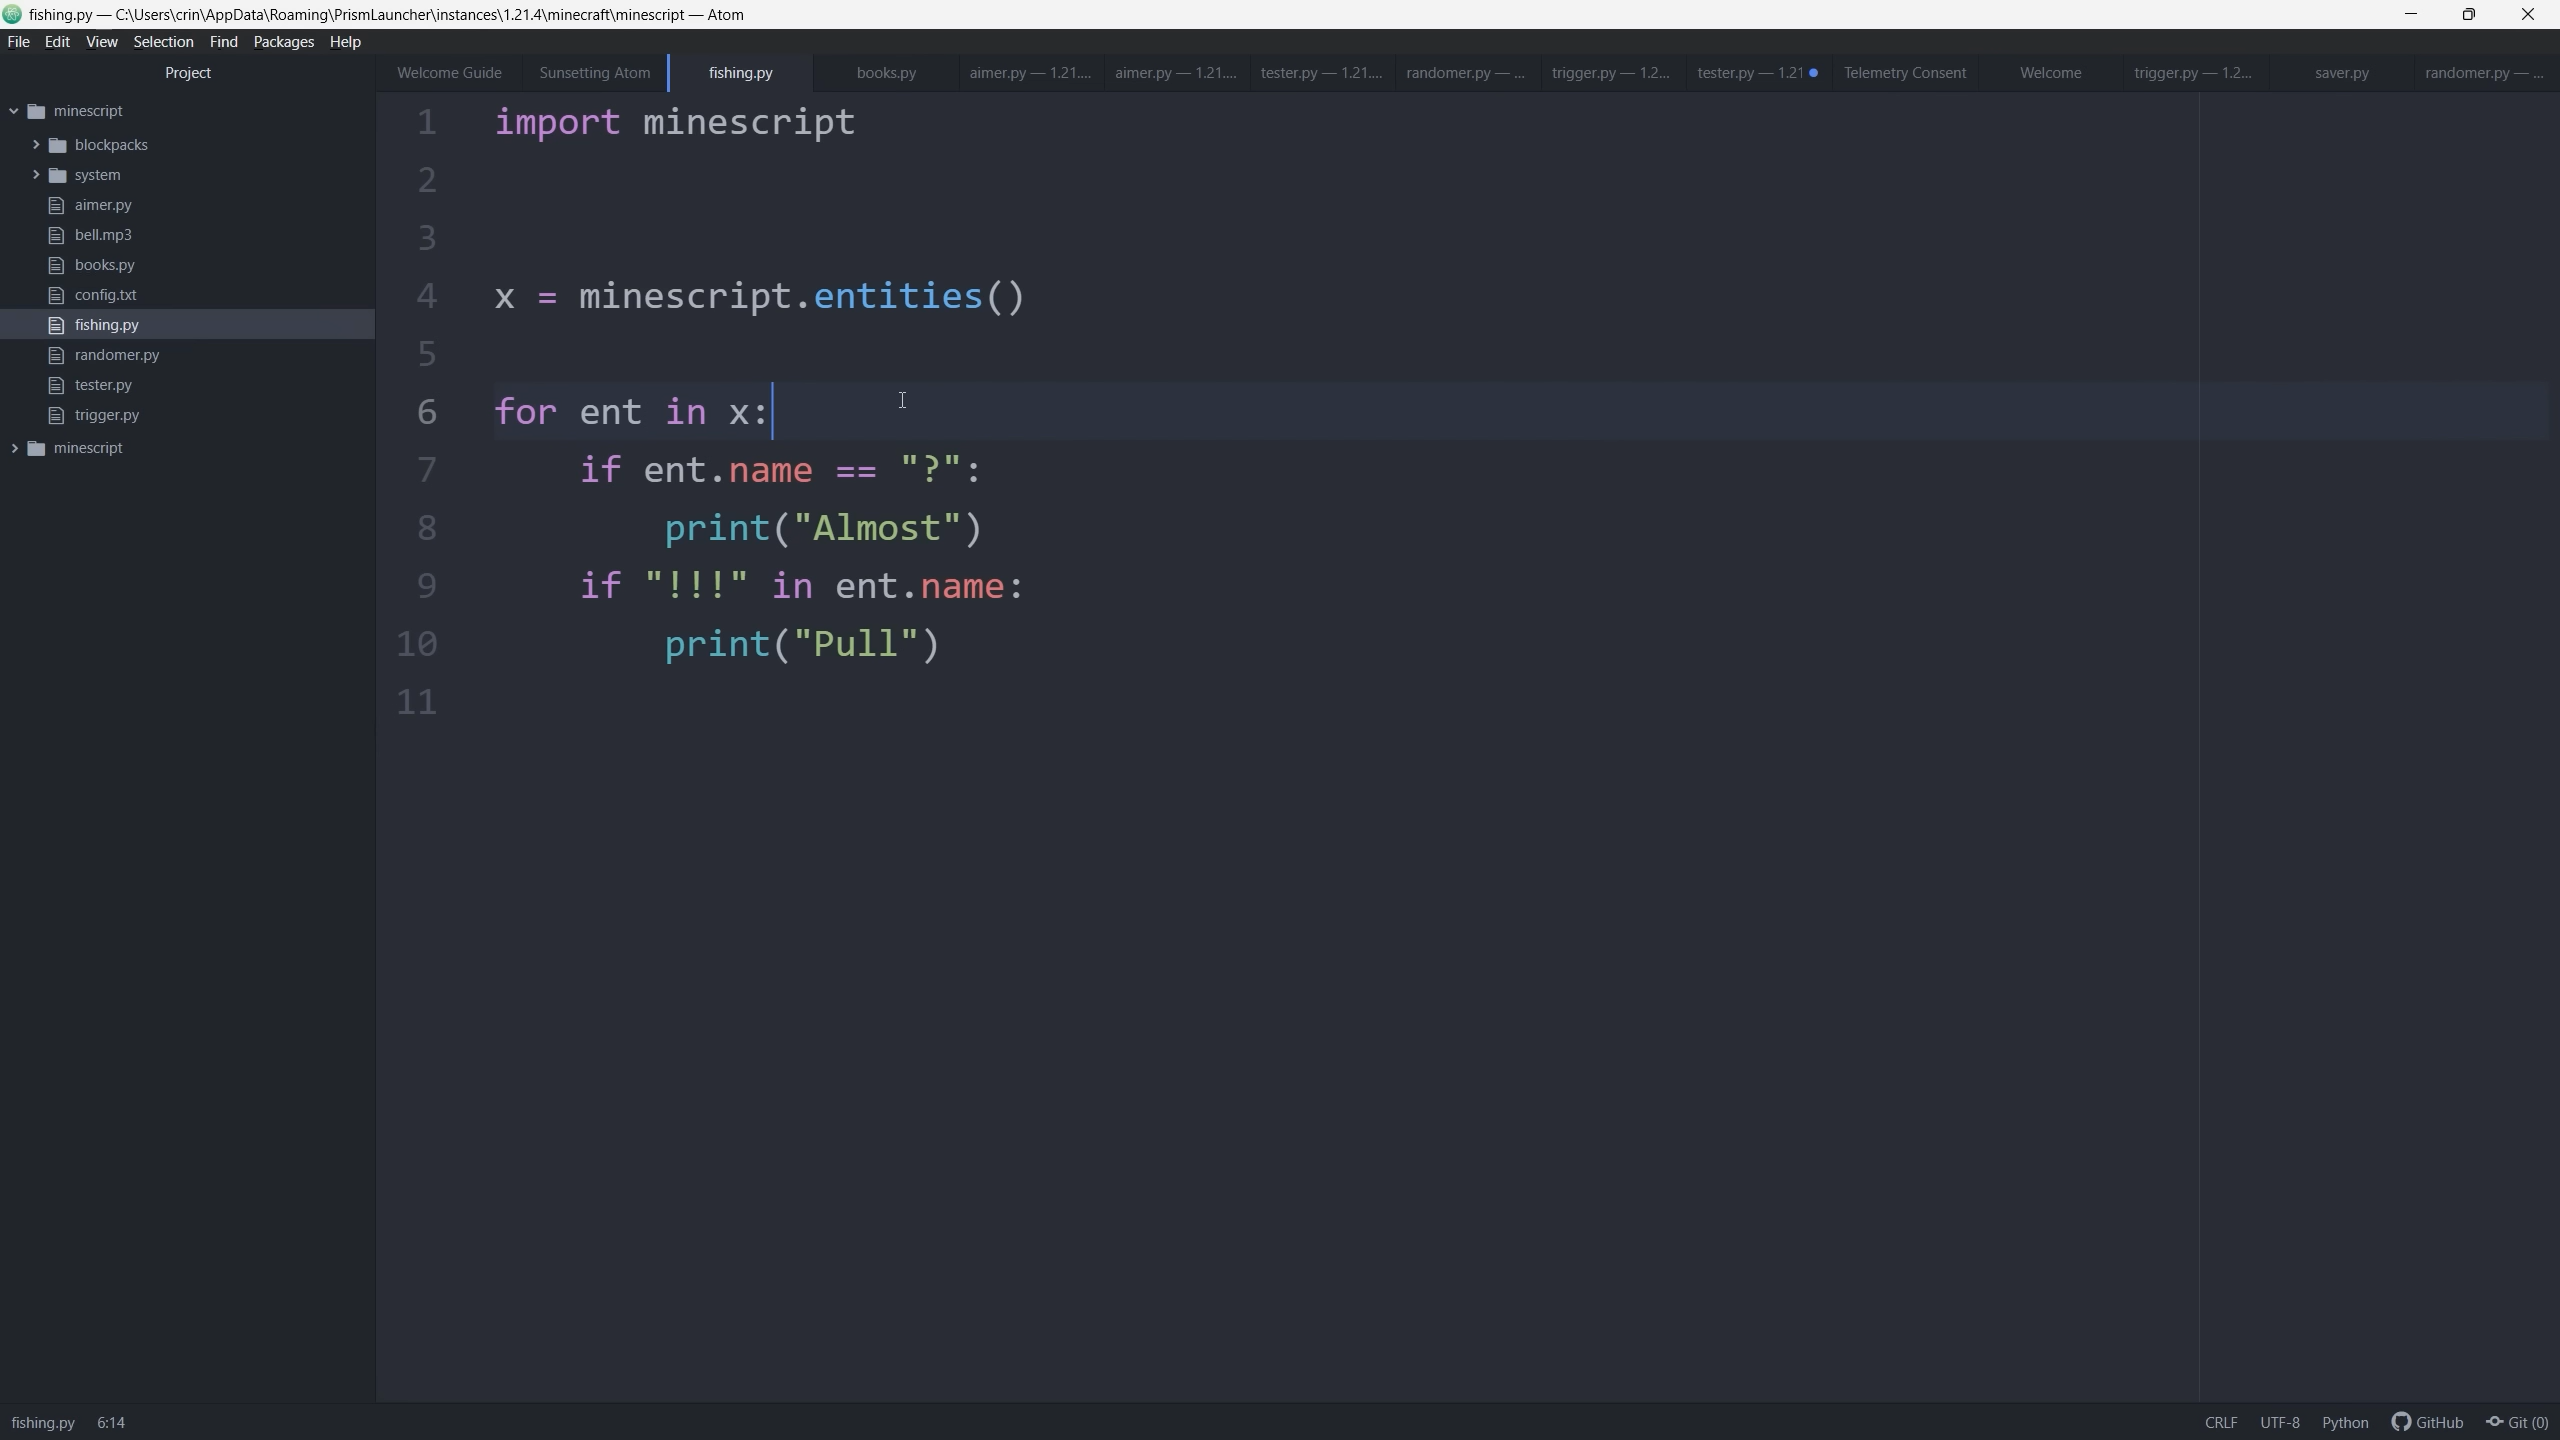 fishing.py — C:\Users\crin\AppData\Roaming\PrismLauncher\instances\1.21.4\minecraft\minescript — Atom
File Edit View Selection Find Packages Help
Project
Welcome Guide Sunsetting Atom fishing.py books.py aimer.py — 1.21.... aimer.py — 1.21.... tester.py — 1.21.... randomer.py — ... trigger.py — 1.2... tester.py — 1.21 Telemetry Consent Welcome trigger.py — 1.2... saver.py randomer.py — ...
minescript
blockpacks
system
aimer.py
bell.mp3
books.py
config.txt
fishing.py
randomer.py
tester.py
trigger.py
minescript
1 import minescript
2
3
4 x = minescript.entities()
5
6 for ent in x:
7 if ent.name == "?":
8 print("Almost")
9 if "!!!" in ent.name:
10 print("Pull")
11
fishing.py 6:14
CRLF UTF-8 Python GitHub Git (0)